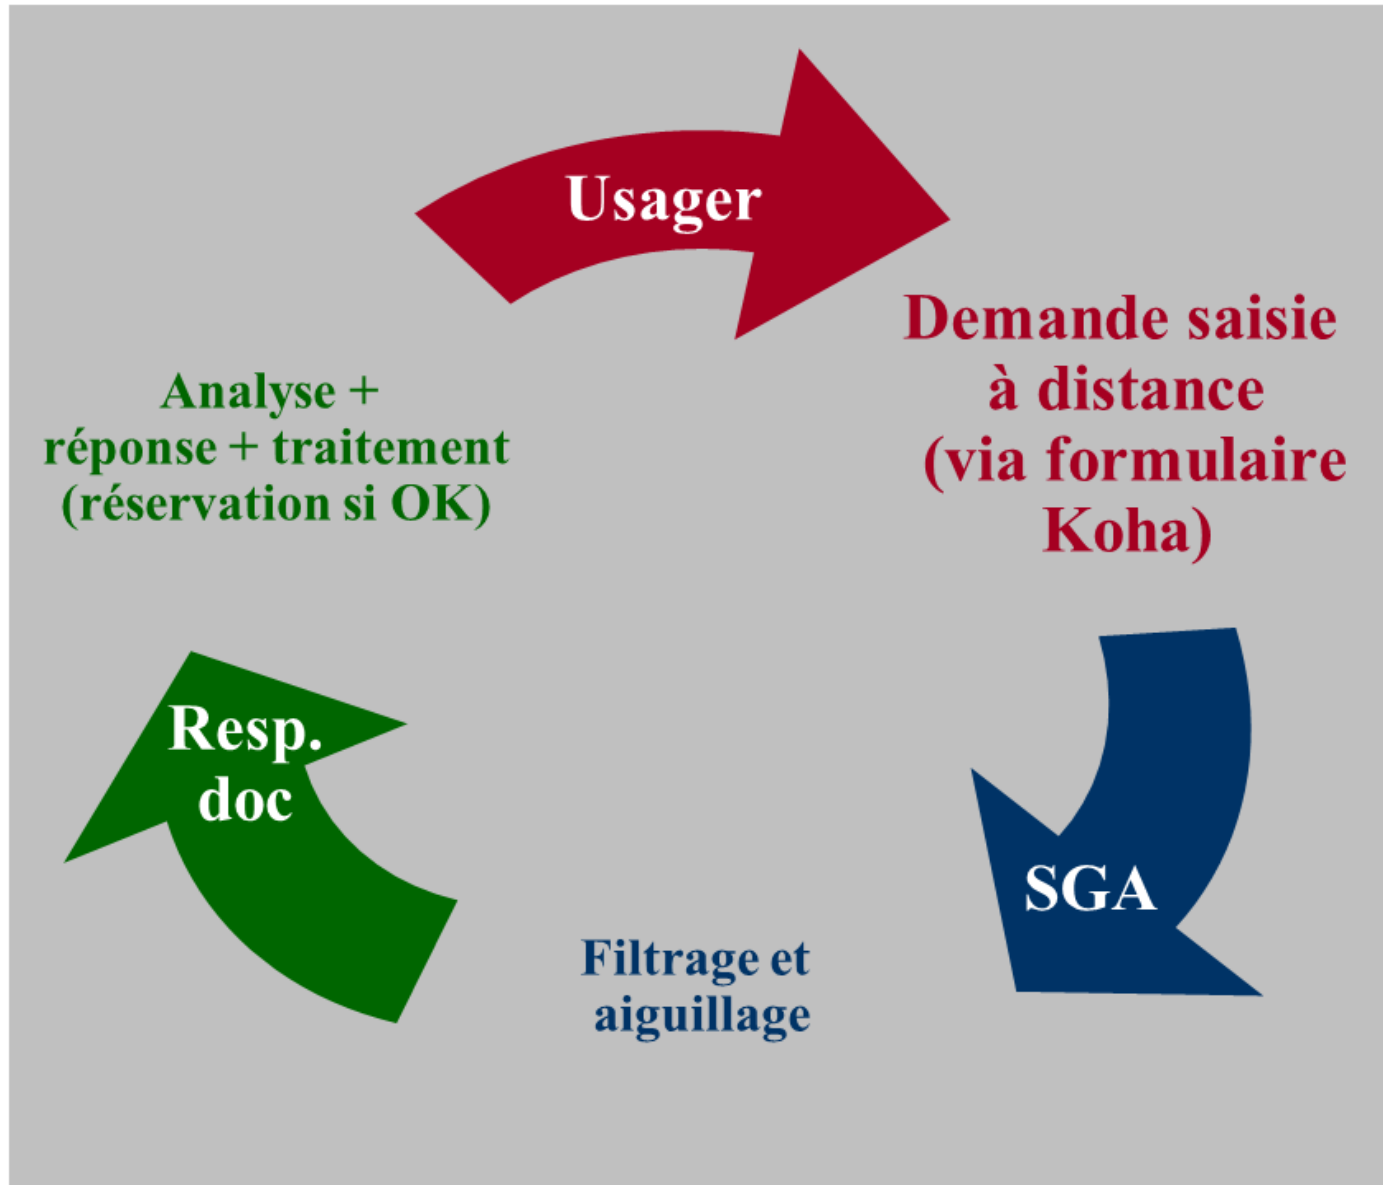 Usager
Demande saisie
à distance
(via formulaire
Koha)
SGA
Filtrage et
aiguillage
Resp.
doc
Analyse +
réponse + traitement
(réservation si OK)